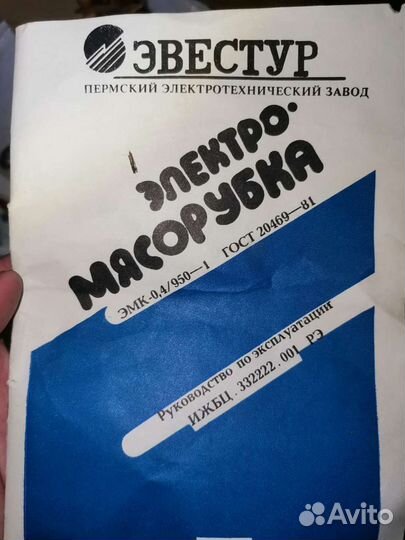 ЭВЕСТУР
ПЕРМСКИЙ ЭЛЕКТРОТЕХНИЧЕСКИЙ ЗАВОД
ЭЛЕКТРО-
МЯСОРУБКА
ЭМК-0,4/950—1 ГОСТ 20469—81
Руководство по эксплуатации
ИЖБЦ.332222.001 РЭ
Avito